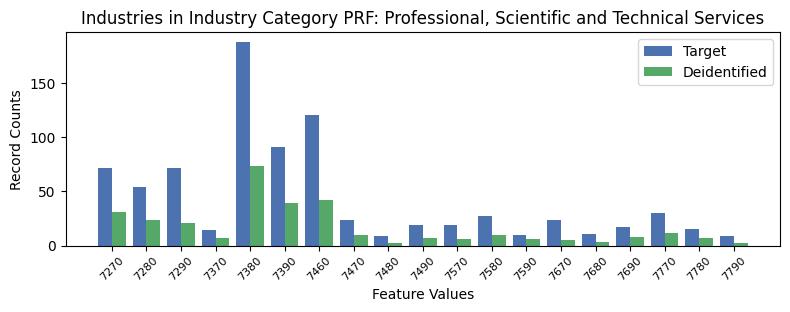 Industries in Industry Category PRF: Professional, Scientific and Technical Services
Target
Deidentified
Record Counts
150
100
50
0
7270 7280 7290 7370 7380 7390 7460 7470 7480 7490 7570 7580 7590 7670 7680 7690 7770 7780 7790
Feature Values